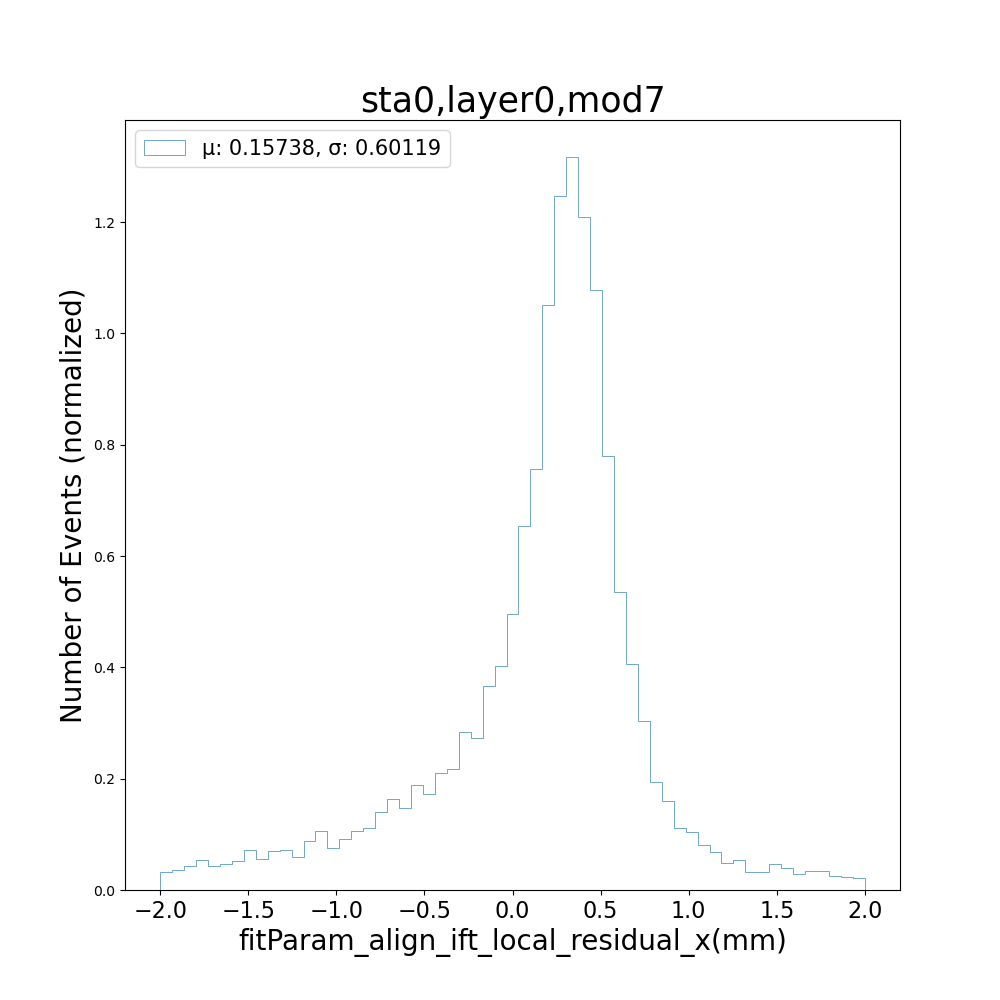 sta0,layer0,mod7
μ: 0.15738, σ: 0.60119
Number of Events (normalized)
1.2
1.0
0.8
0.6
0.4
0.2
0.0
−2.0 −1.5 −1.0 −0.5 0.0 0.5 1.0 1.5 2.0
fitParam_align_ift_local_residual_x(mm)